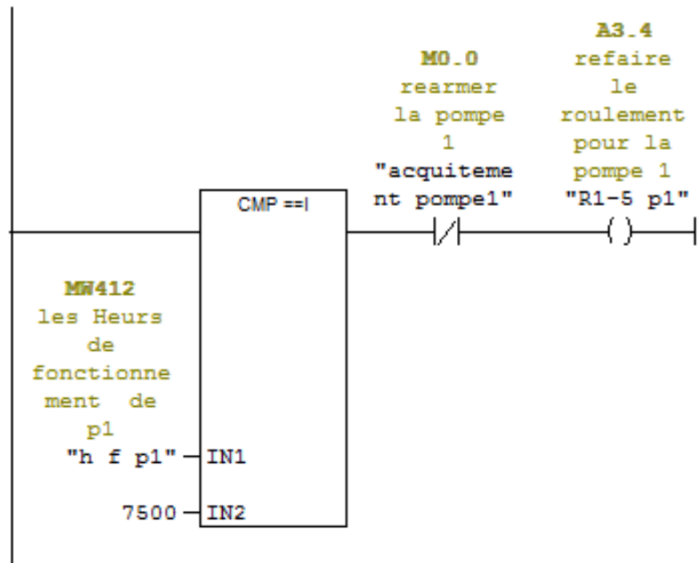 A3.4
refaire
le
roulement
pour la
pompe 1
"R1-5 p1"
M0.0
rearmer
la pompe
1
"acquiteme
nt pompe1"
CMP ==I
MW412
les Heurs
de
fonctionne
ment de
p1
"h f p1"
IN1
7500
IN2